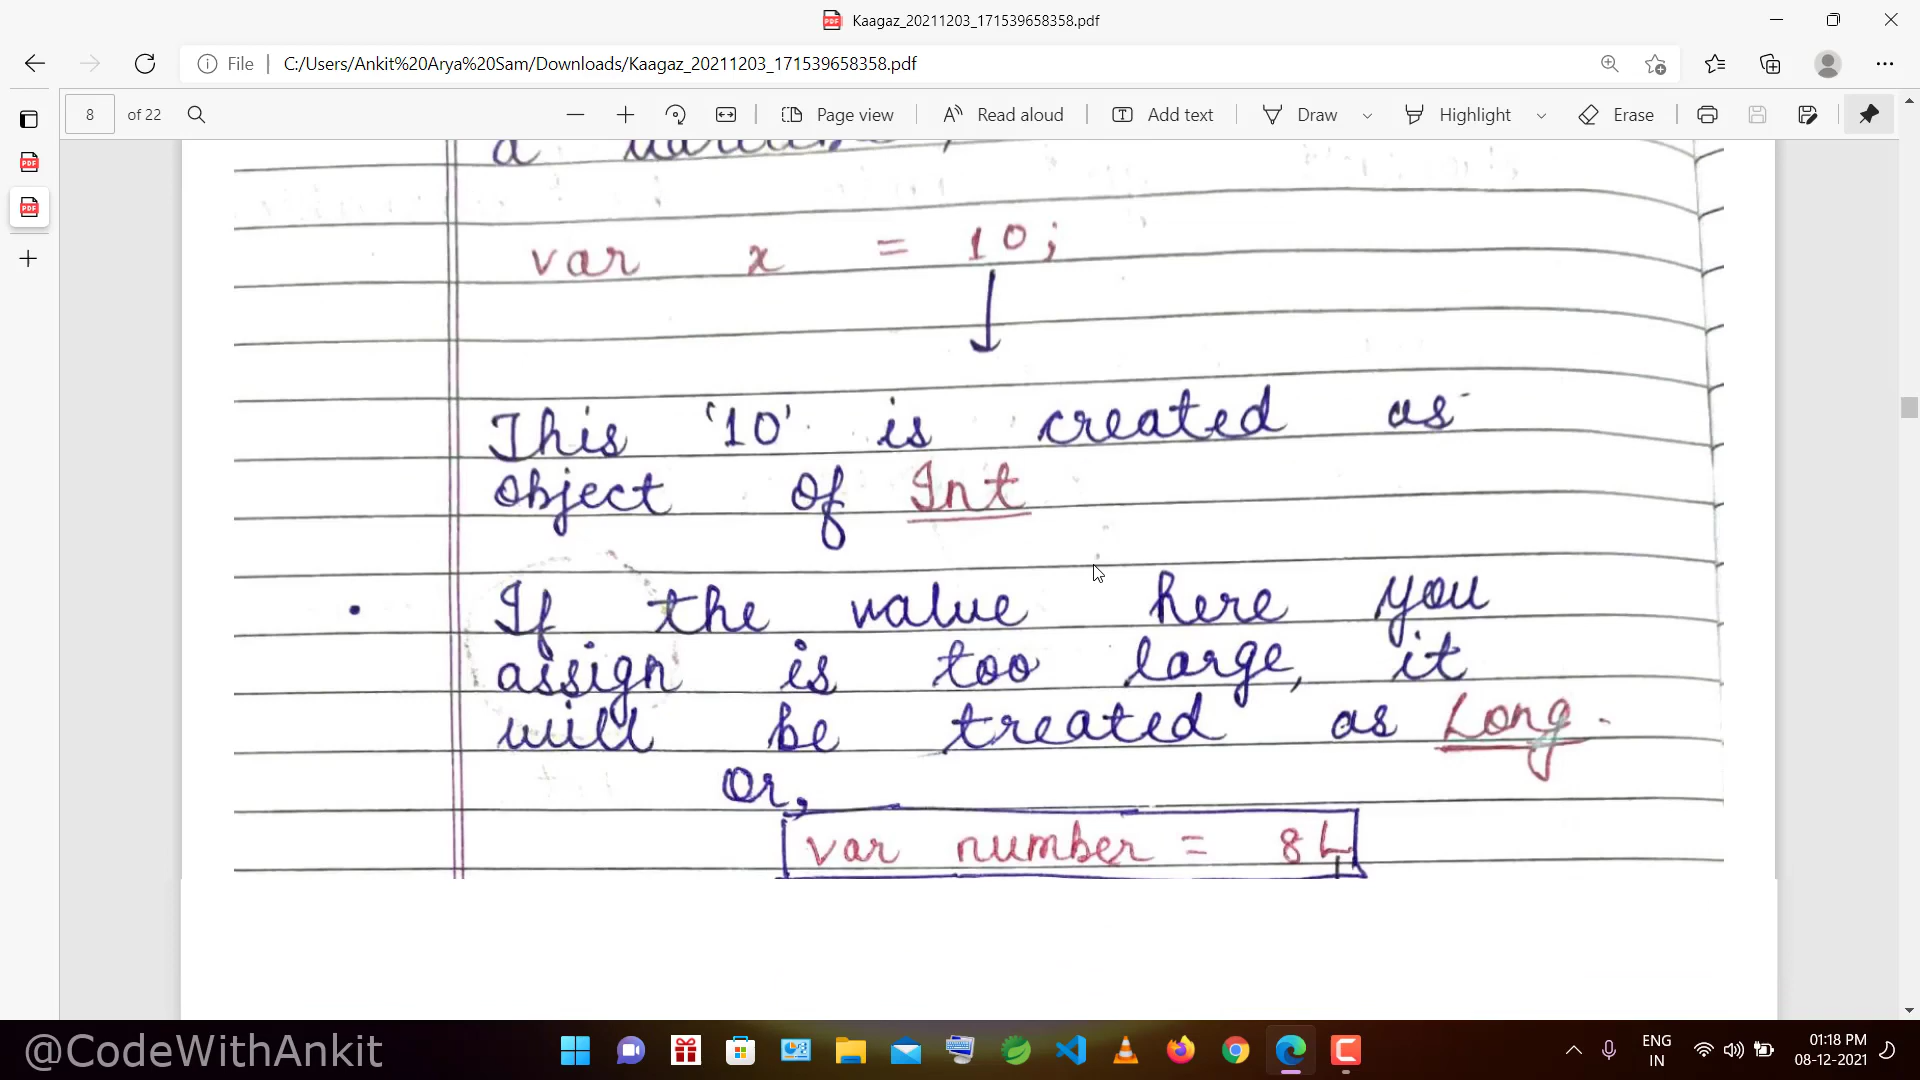 Kaagaz_20211203_171539658358.pdf
File C:/Users/Ankit%20Arya%20Sam/Downloads/Kaagaz_20211203_171539658358.pdf
8 of 22 Page view Read aloud Add text Draw Highlight Erase
a
var x = 10;
This '10' is created as
object of Int
• If the value here you
assign is too large, it
will be treated as Long.
Or,
var number = 8L
@CodeWithAnkit
ENG
IN
01:18 PM
08-12-2021